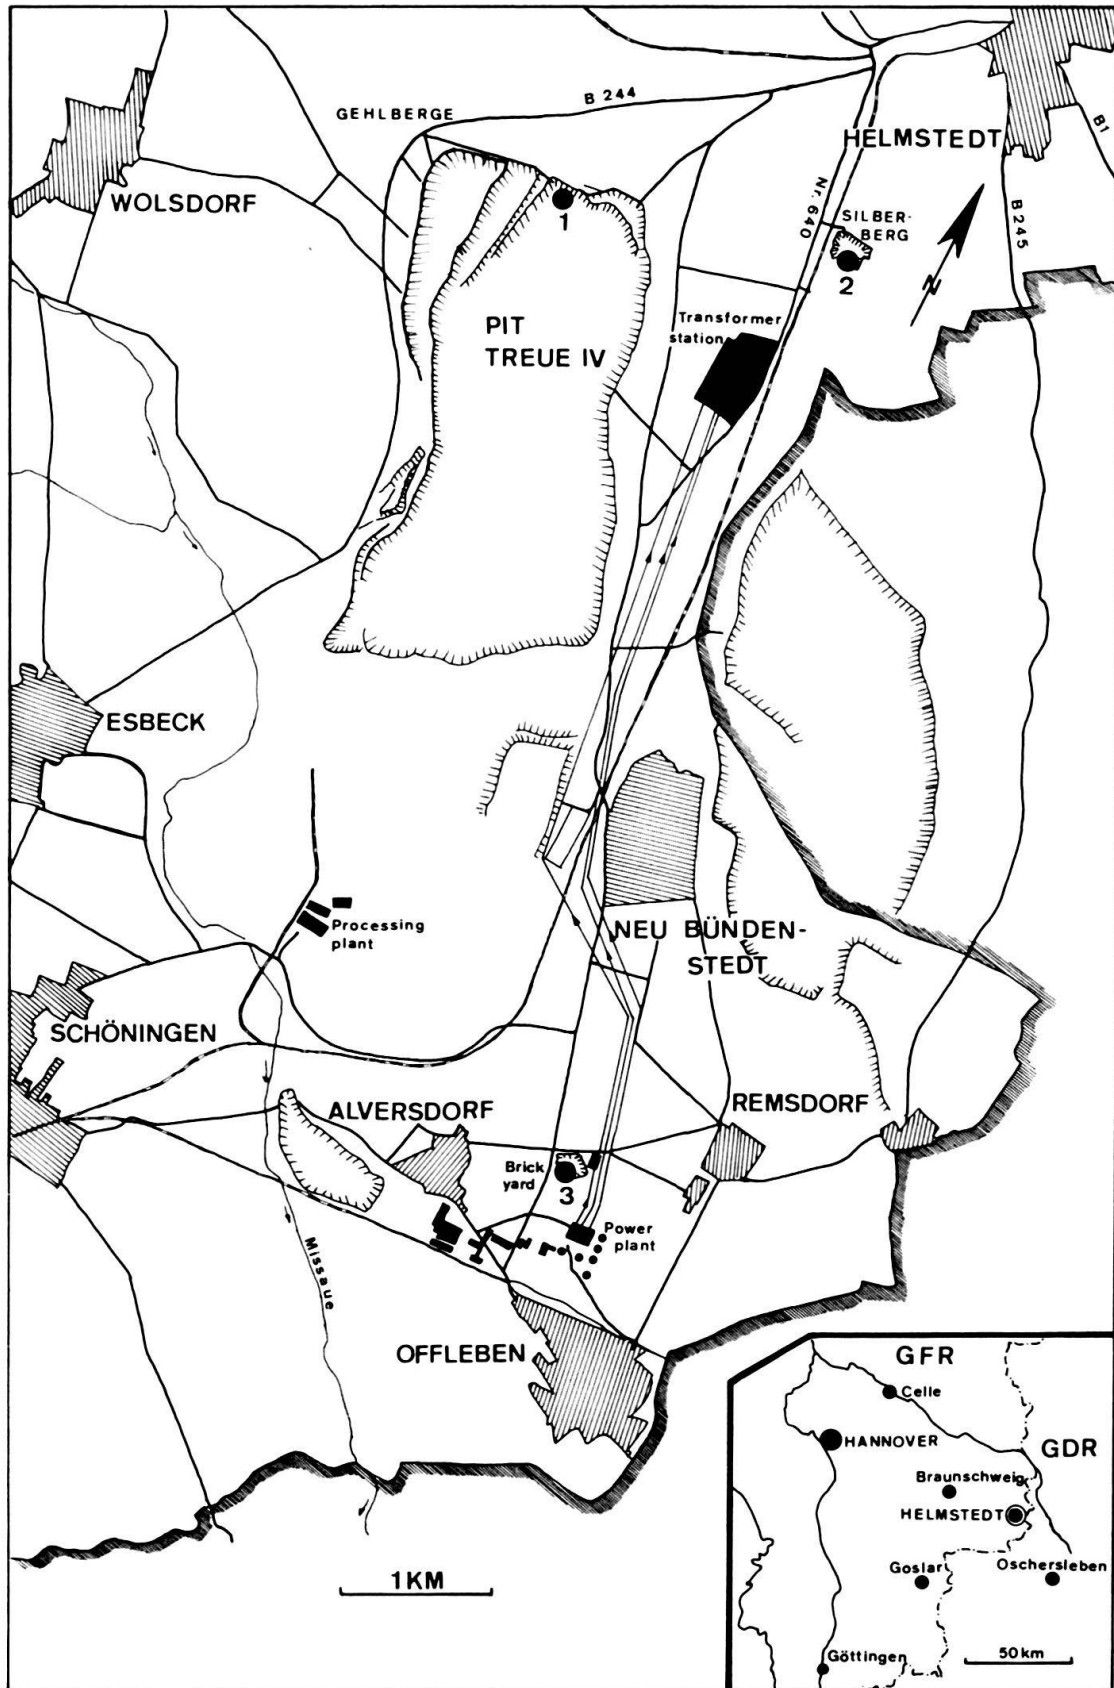 B 244
GEHLBERGE
HELMSTEDT
B1
WOLSDORF
1
Nr. 640
SILBER-
BERG
B 245
2
N
PIT
TREUE IV
Transformer
station
ESBECK
Processing
plant
NEU BÜNDEN-
STEDT
SCHÖNINGEN
ALVERSDORF
REMSDORF
Brick
yard
3
Power
plant
Missaue
OFFLEBEN
1KM
GFR
Celle
HANNOVER
GDR
Braunschweig
HELMSTEDT
Goslar
Oschersleben
Göttingen
50km